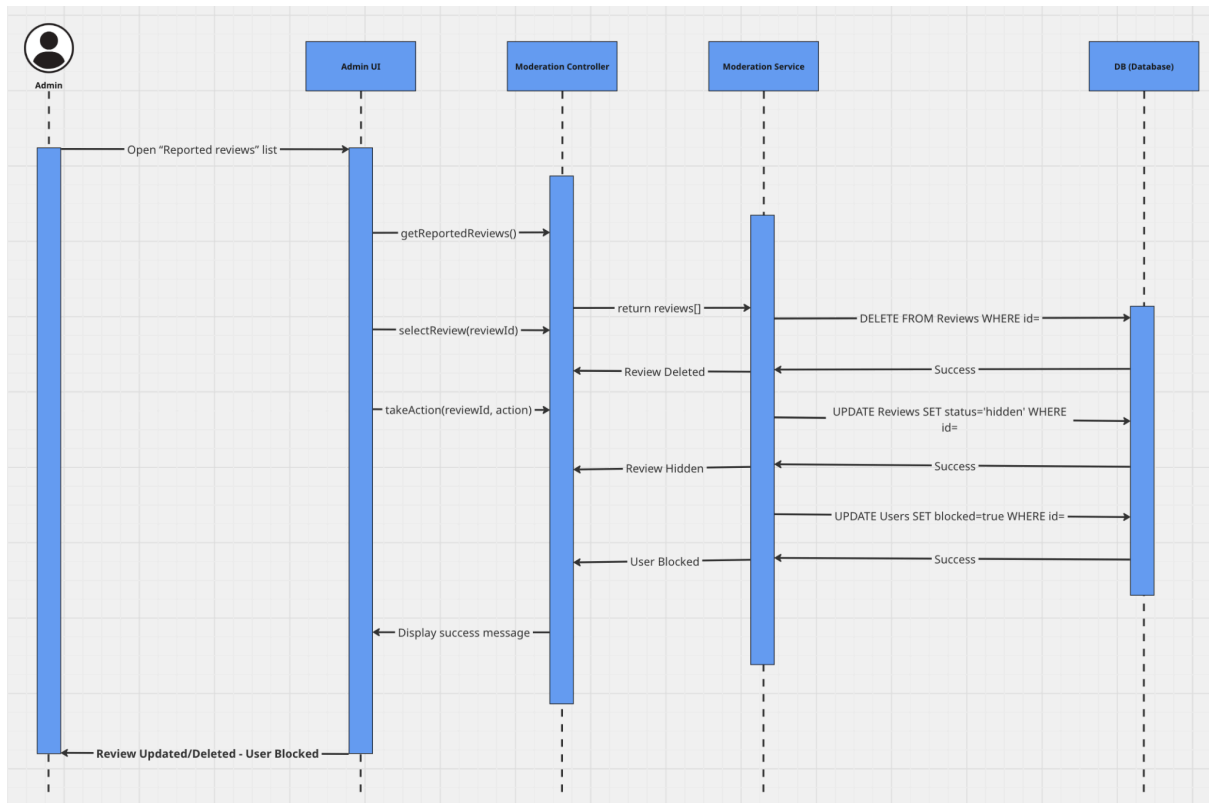 Admin
Admin UI
Moderation Controller
Moderation Service
DB (Database)
Open “Reported reviews” list
getReportedReviews()
return reviews[]
DELETE FROM Reviews WHERE id=
selectReview(reviewId)
Review Deleted
Success
takeAction(reviewId, action)
UPDATE Reviews SET status='hidden' WHERE
id=
Review Hidden
Success
UPDATE Users SET blocked=true WHERE id=
User Blocked
Success
Display success message
Review Updated/Deleted - User Blocked